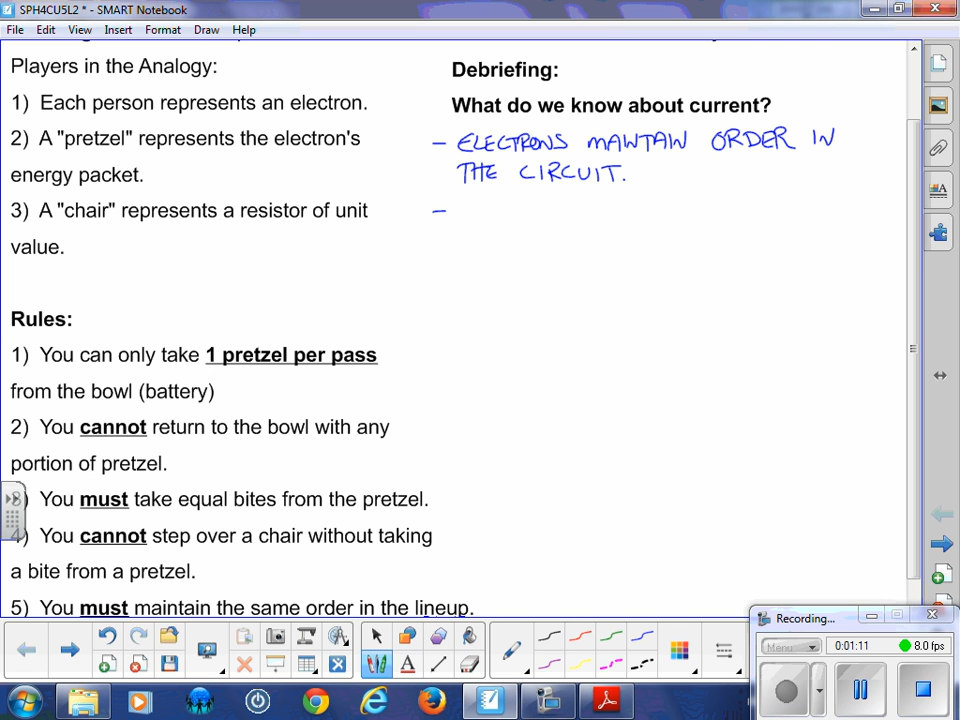 SPH4CU5L2 * - SMART Notebook
File Edit View Insert Format Draw Help
Players in the Analogy:
1) Each person represents an electron.
2) A "pretzel" represents the electron's
energy packet.
3) A "chair" represents a resistor of unit
value.
Rules:
1) You can only take 1 pretzel per pass
from the bowl (battery)
2) You cannot return to the bowl with any
portion of pretzel.
3) You must take equal bites from the pretzel.
4) You cannot step over a chair without taking
a bite from a pretzel.
5) You must maintain the same order in the lineup.
Debriefing:
What do we know about current?
- ELECTRONS MAINTAIN ORDER IN
THE CIRCUIT.
-
Recording...
Menu 0:01:11 8.0 fps